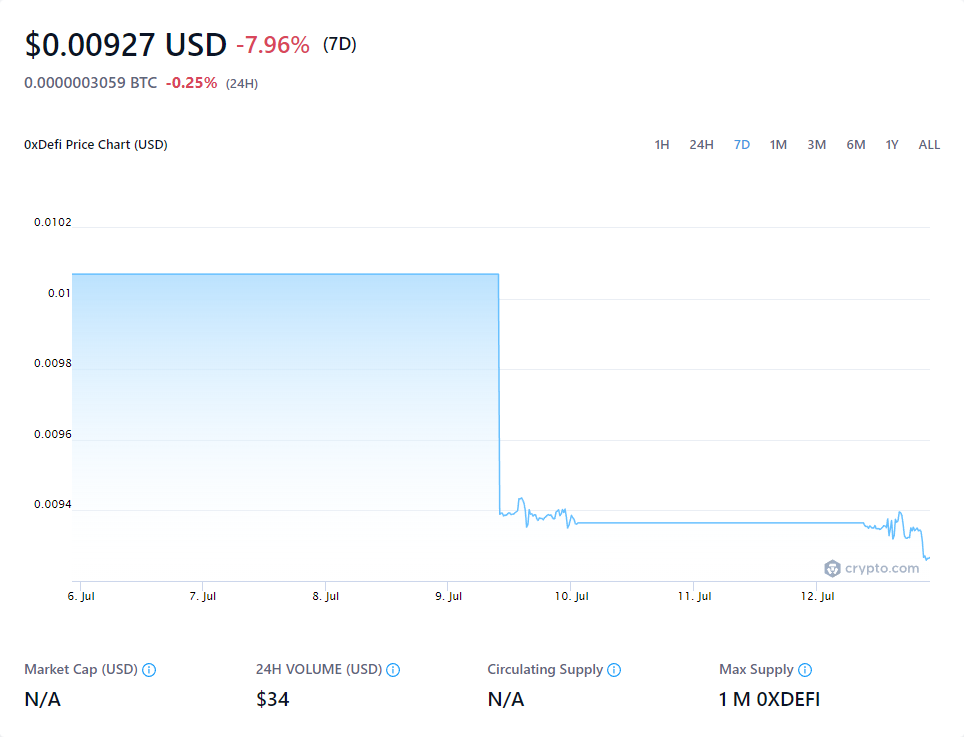 $0.00927 USD -7.96% (7D)
0.0000003059 BTC -0.25% (24H)
0xDefi Price Chart (USD)
1H 24H 7D 1M 3M 6M 1Y ALL
0.0102
0.01
0.0098
0.0096
0.0094
crypto.com
6. Jul 7. Jul 8. Jul 9. Jul 10. Jul 11. Jul 12. Jul
Market Cap (USD) 24H VOLUME (USD) Circulating Supply Max Supply
N/A $34 N/A 1 M 0XDEFI